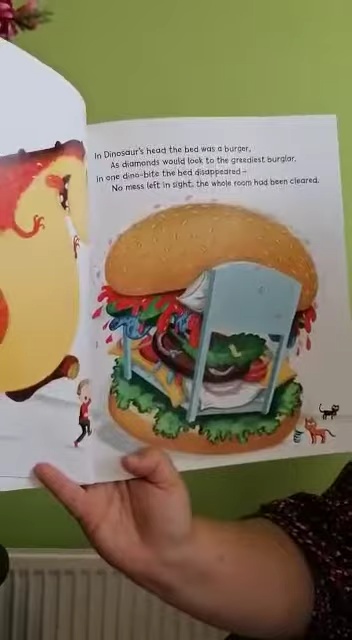 In Dinosaur's head the bed was a burger,
As diamonds would look to the greediest burglar,
In one dino-bite the bed disappeared –
No mess left in sight, the whole room had been cleared.